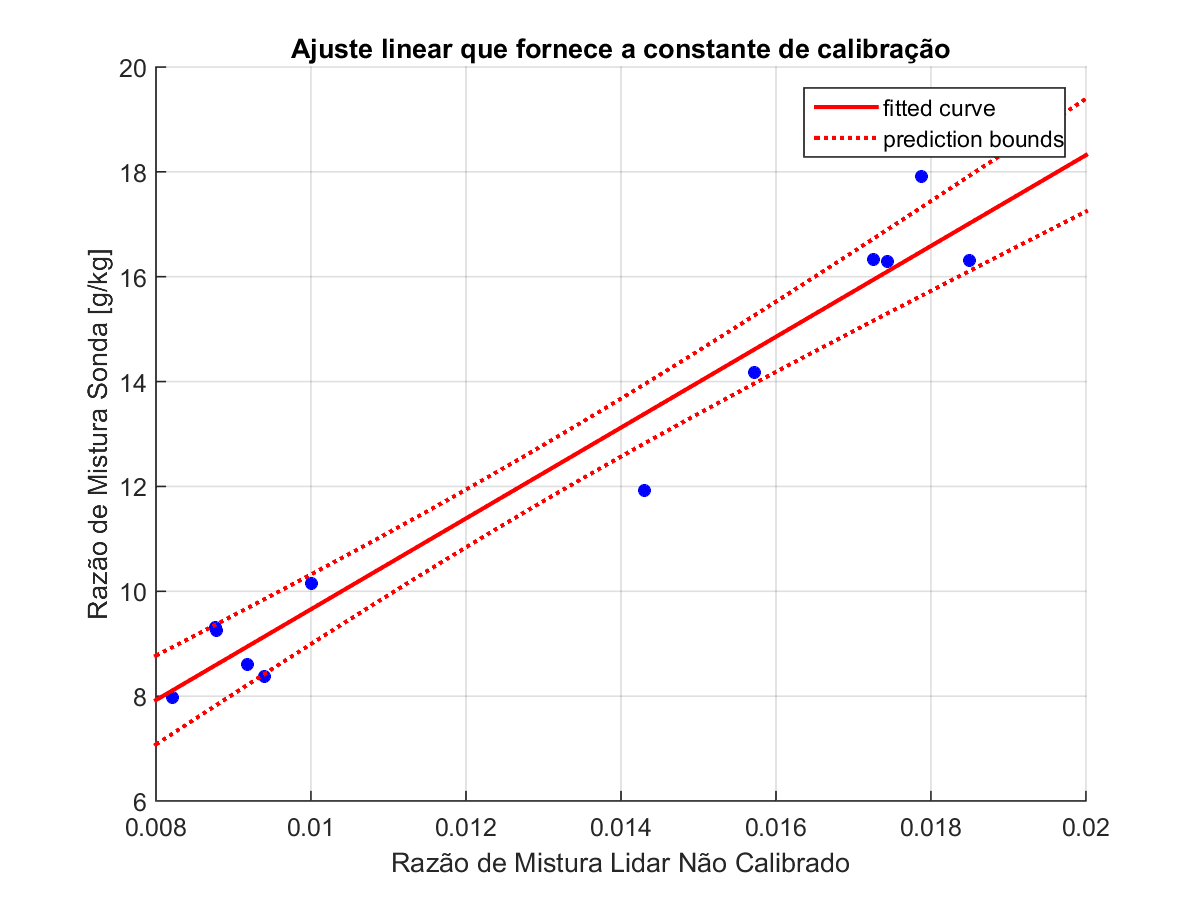 Ajuste linear que fornece a constante de calibração
fitted curve
prediction bounds
Razão de Mistura Sonda [g/kg]
20
18
16
14
12
10
8
6
0.008 0.01 0.012 0.014 0.016 0.018 0.02
Razão de Mistura Lidar Não Calibrado